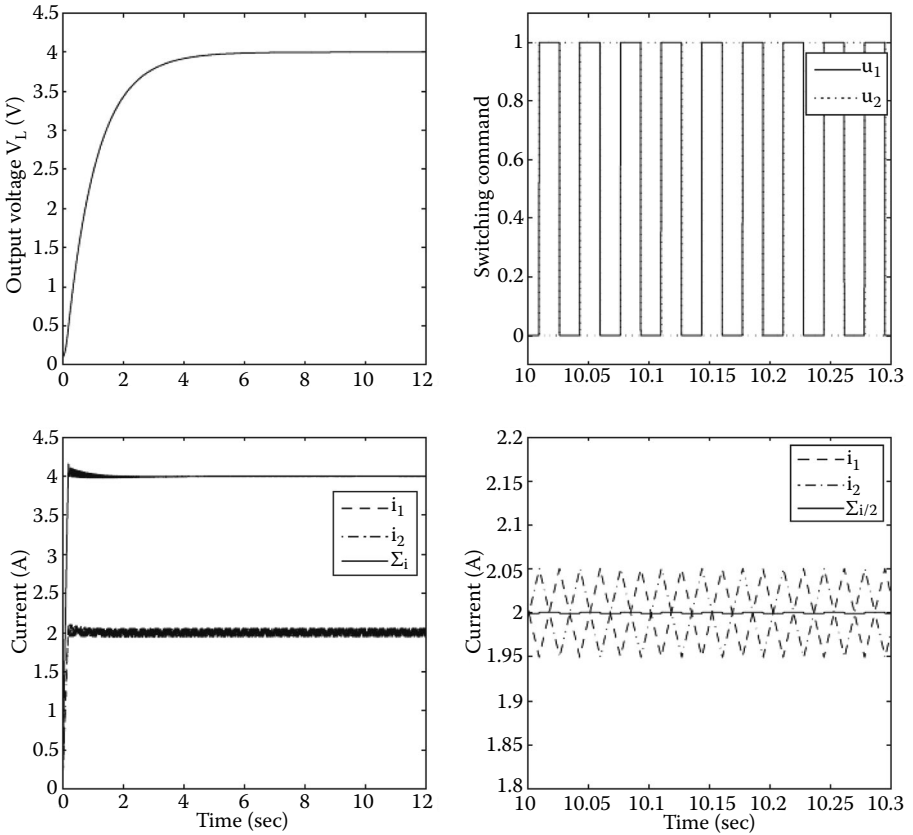 Output voltage V_L (V)
4.5
4
3.5
3
2.5
2
1.5
1
0.5
0
0 2 4 6 8 10 12
Switching command
1
0.8
0.6
0.4
0.2
0
u_1
u_2
10 10.05 10.1 10.15 10.2 10.25 10.3
Current (A)
4.5
4
3.5
4
2.5
2
1.5
1
0.5
0
i_1
i_2
Σ_i
0 2 4 6 8 10 12
Time (sec)
Current (A)
2.2
2.15
2.1
2.05
2
1.95
1.9
1.85
1.8
i_1
i_2
Σ_{i/2}
10 10.05 10.1 10.15 10.2 10.25 10.3
Time (sec)